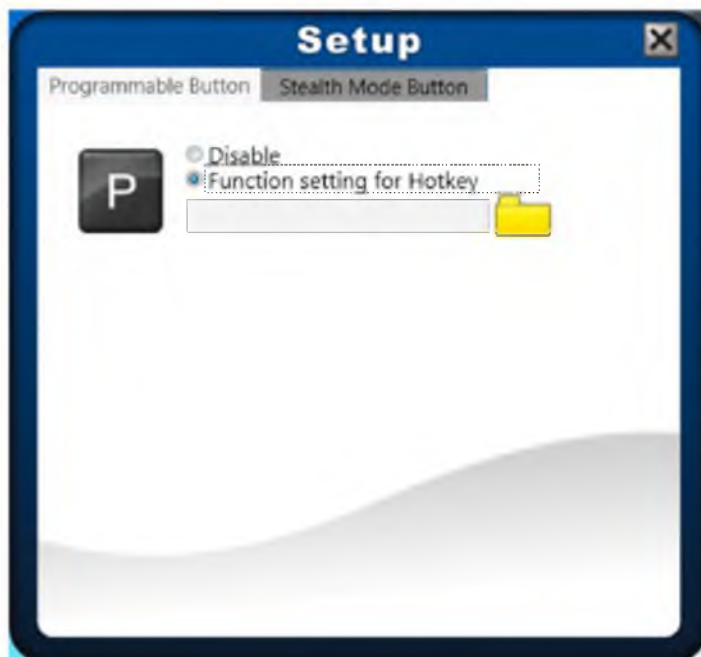 Setup
Programmable Button
Stealth Mode Button
P
Disable
Function setting for Hotkey